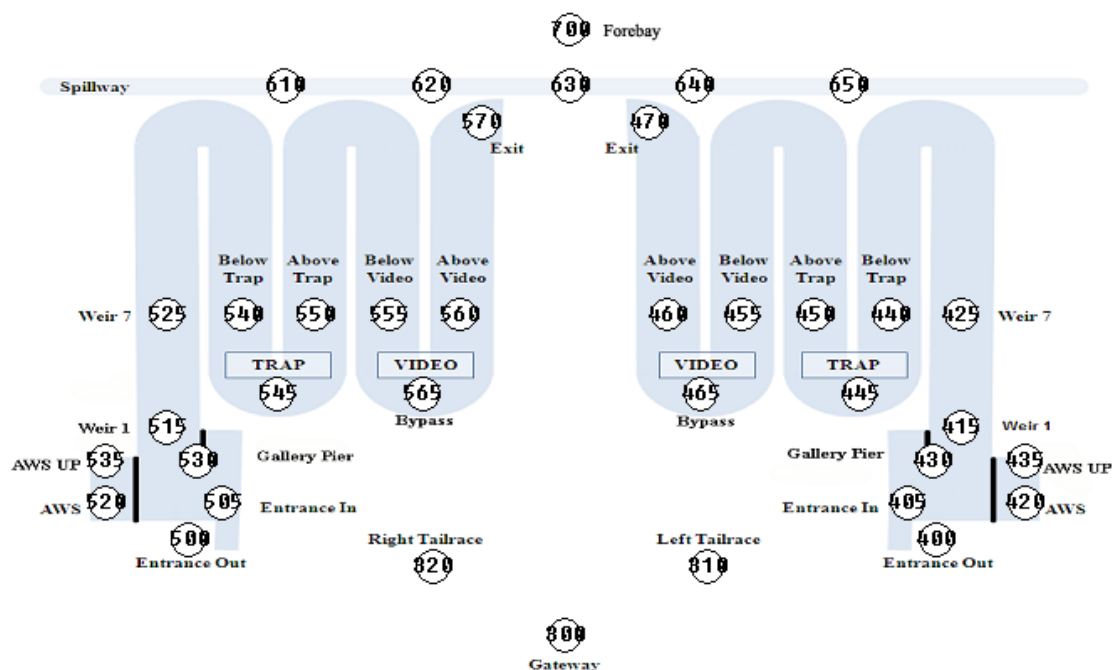 700 Forebay
Spillway 610 620 630 640 650
570 470
Exit Exit
Below Trap Above Trap Below Video Above Video Above Video Below Video Above Trap Below Trap
Weir 7 525 540 550 555 560 460 455 450 440 425 Weir 7
TRAP VIDEO VIDEO TRAP
545 565 465 445
Bypass Bypass
Weir 1 515 415 Weir 1
AWS UP 535 530 Gallery Pier Gallery Pier 430 435 AWS UP
AWS 520 505 Entrance In Entrance In 405 420 AWS
500 Right Tailrace Left Tailrace 400
Entrance Out 820 810 Entrance Out
800
Gateway